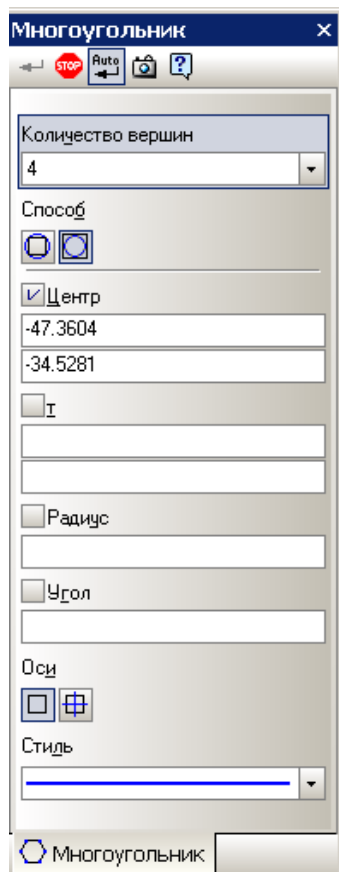 Многоугольник
STOP Auto
Количество вершин
4
Способ
Центр
-47.3604
-34.5281
т
Радиус
Угол
Оси
Стиль
Многоугольник